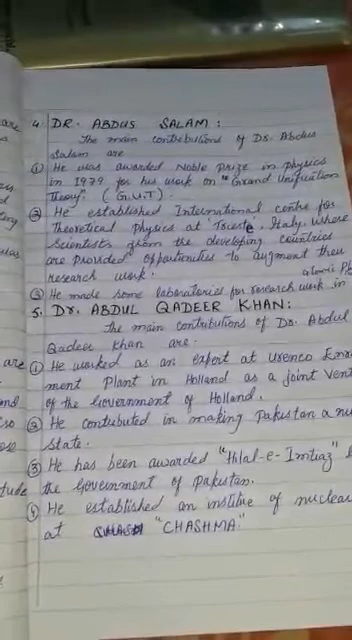 4. DR. ABDUS SALAM :
The main contributions of Ds. Abdus
Salam are
① He was awarded Noble Prize in physics
in 1979 for his work on "Grand Unification
Theory" (G.U.T).
② He established International centre for
Theoretical Physics at Trieste, Italy, where
Scientists from the developing countries
are provided opportunities to augment their
research work.
③ He made some laboratories for research work in
5. Dr. ABDUL QADEER KHAN:
The main contributions of Ds. Abdul
Qadeer Khan are.
① He worked as an expert at Urenco Enri
ment Plant in Holland as a joint Vent
of the Government of Holland.
② He contibuted in making Pakistan a nu
State.
③ He has been awarded "Hilal-e-Imtiaz"
the Government of Pakistan.
④ He established an institue of nuclear
at "CHASHMA"